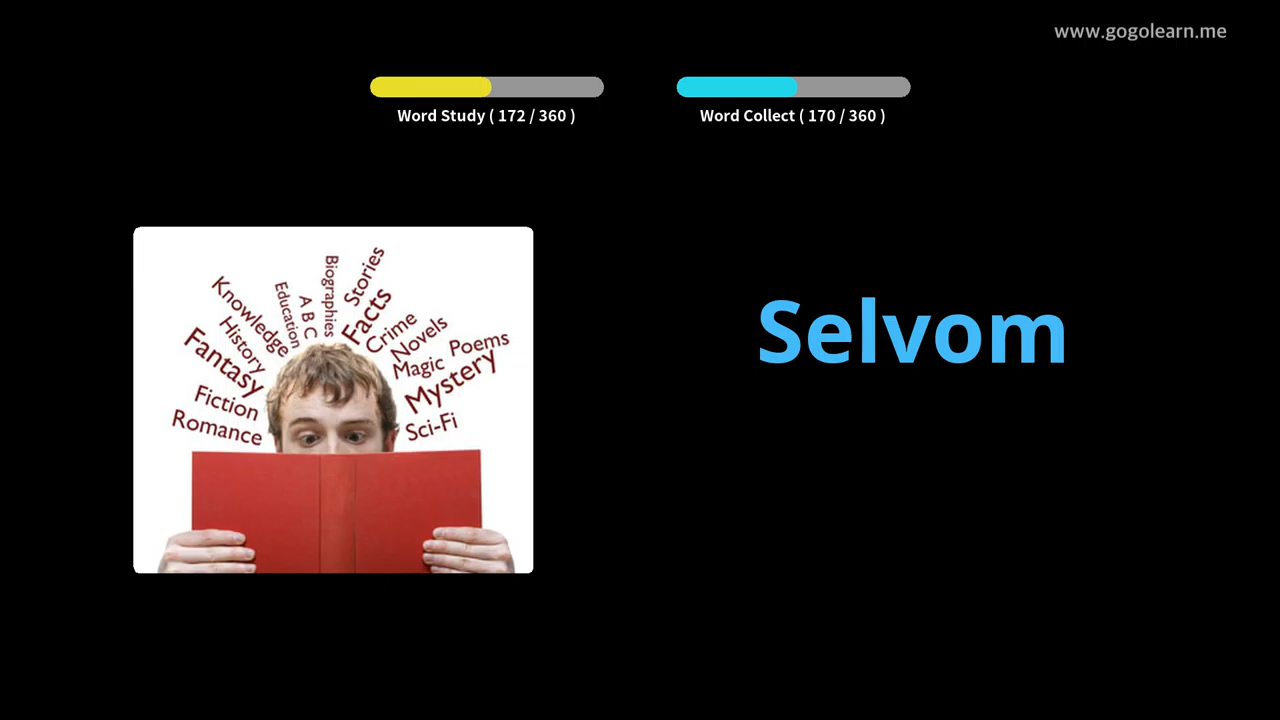 www.gogolearn.me
Word Study ( 172 / 360 )
Word Collect ( 170 / 360 )
Selvom
Biographies
Stories
Education
A B C
Facts
Knowledge
Crime
History
Novels
Fantasy
Magic
Poems
Mystery
Fiction
Romance
Sci-Fi